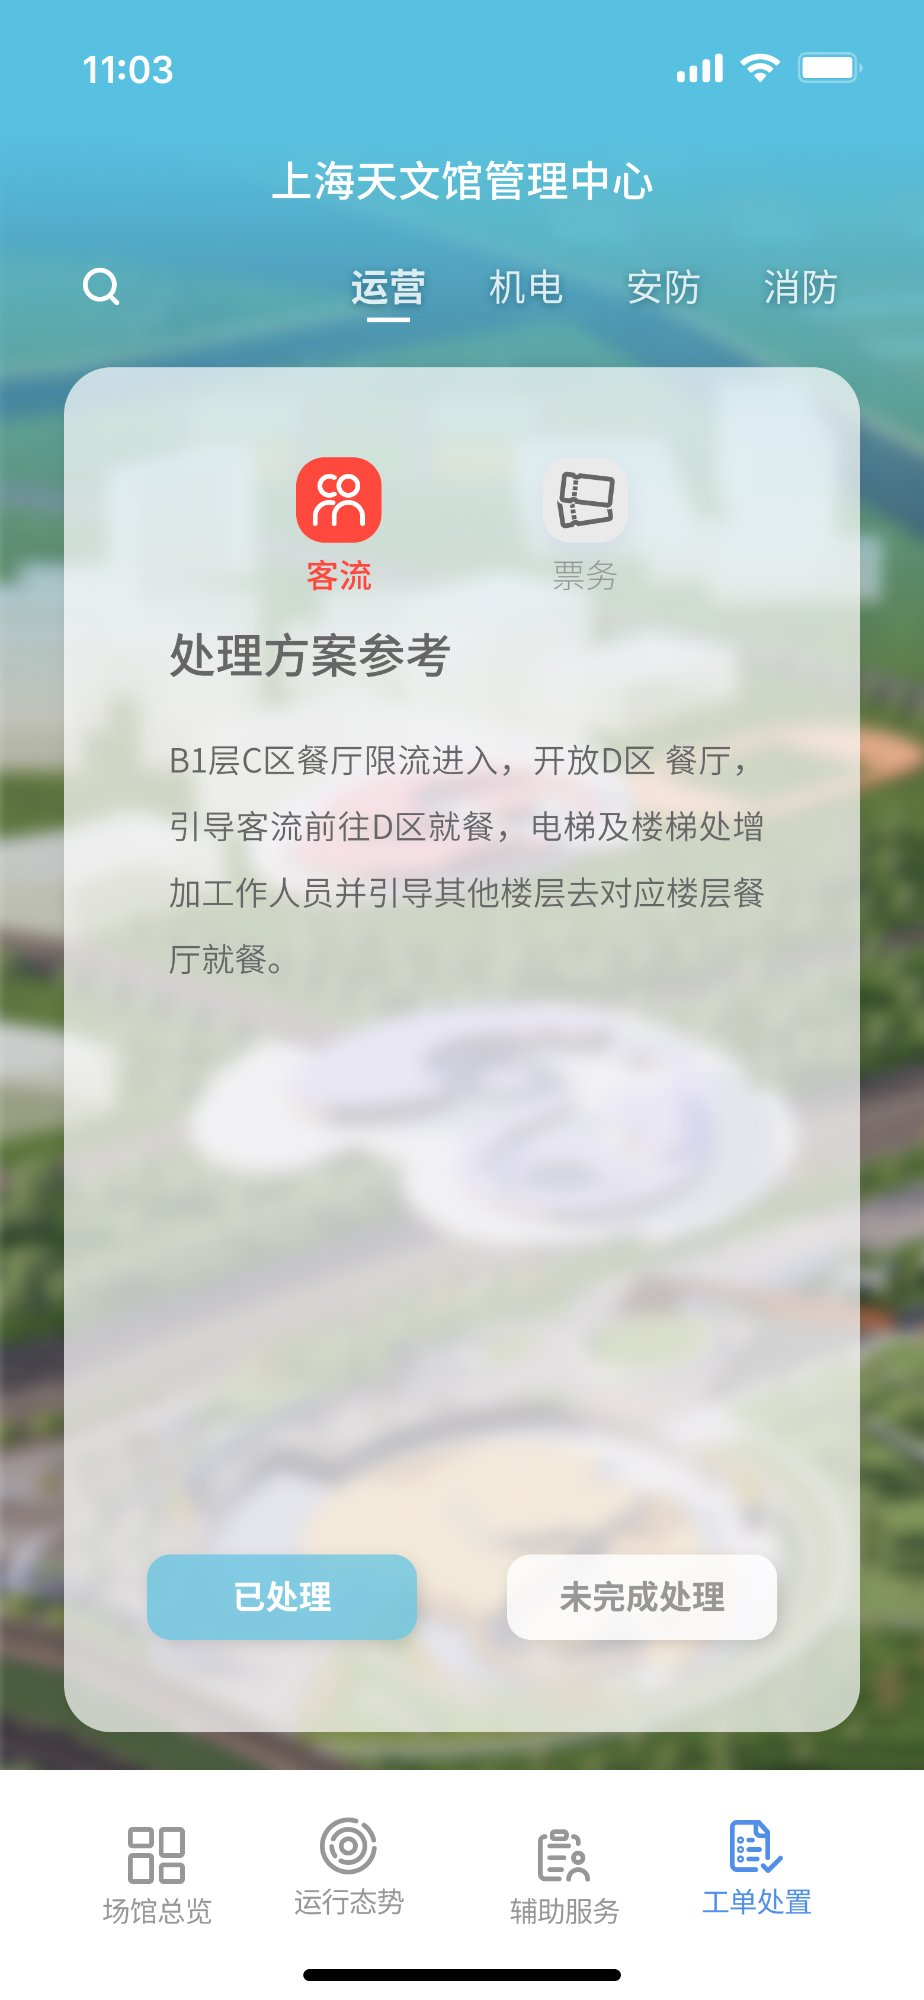 11:03
上海天文馆管理中心
运营 机电 安防 消防
客流 票务
处理方案参考
B1层C区餐厅限流进入，开放D区 餐厅，
引导客流前往D区就餐，电梯及楼梯处增
加工作人员并引导其他楼层去对应楼层餐
厅就餐。
已处理 未完成处理
场馆总览 运行态势 辅助服务 工单处置